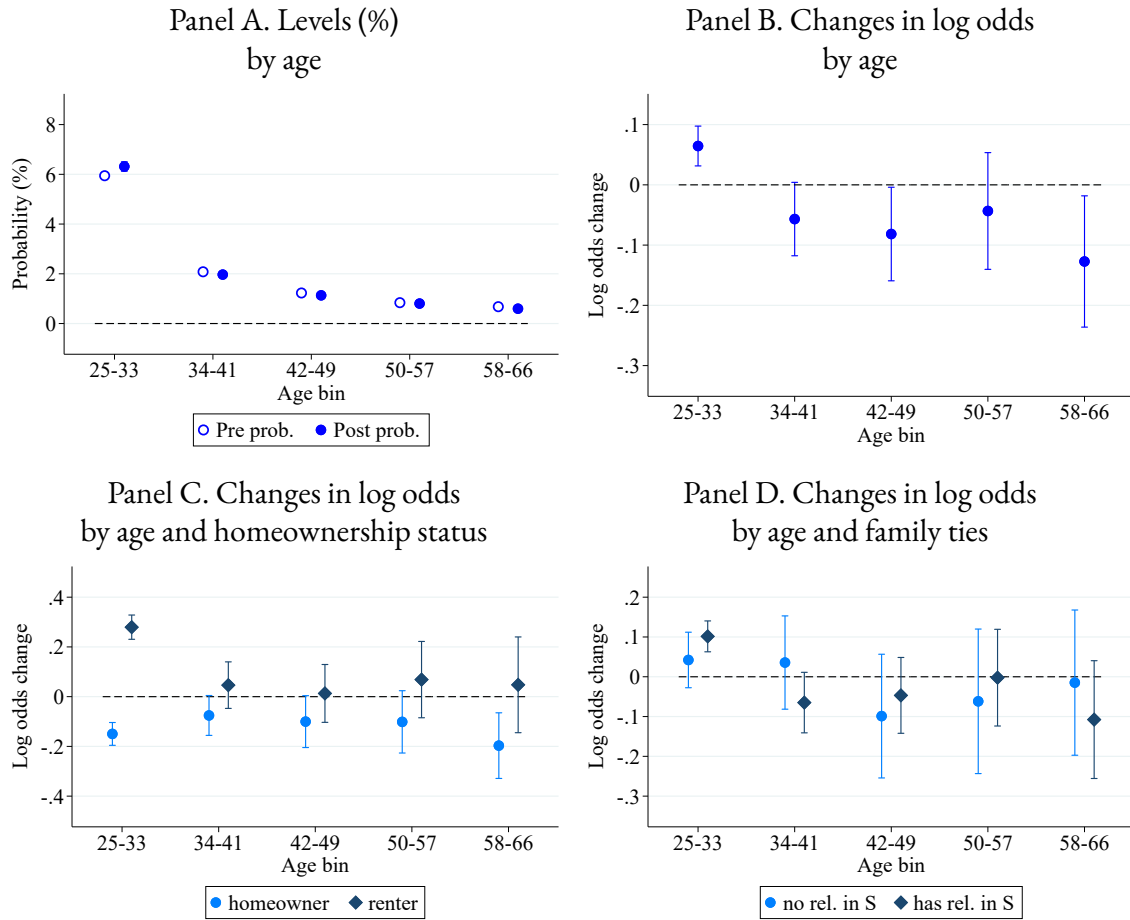 Panel A. Levels (%)
by age
Probability (%)
8
6
4
2
0
25-33 34-41 42-49 50-57 58-66
Age bin
Pre prob. Post prob.
Panel B. Changes in log odds
by age
Log odds change
.1
0
-.1
-.2
-.3
25-33 34-41 42-49 50-57 58-66
Age bin
Panel C. Changes in log odds
by age and homeownership status
Log odds change
.4
.2
0
-.2
-.4
25-33 34-41 42-49 50-57 58-66
Age bin
homeowner renter
Panel D. Changes in log odds
by age and family ties
Log odds change
.2
.1
0
-.1
-.2
-.3
25-33 34-41 42-49 50-57 58-66
Age bin
no rel. in S has rel. in S